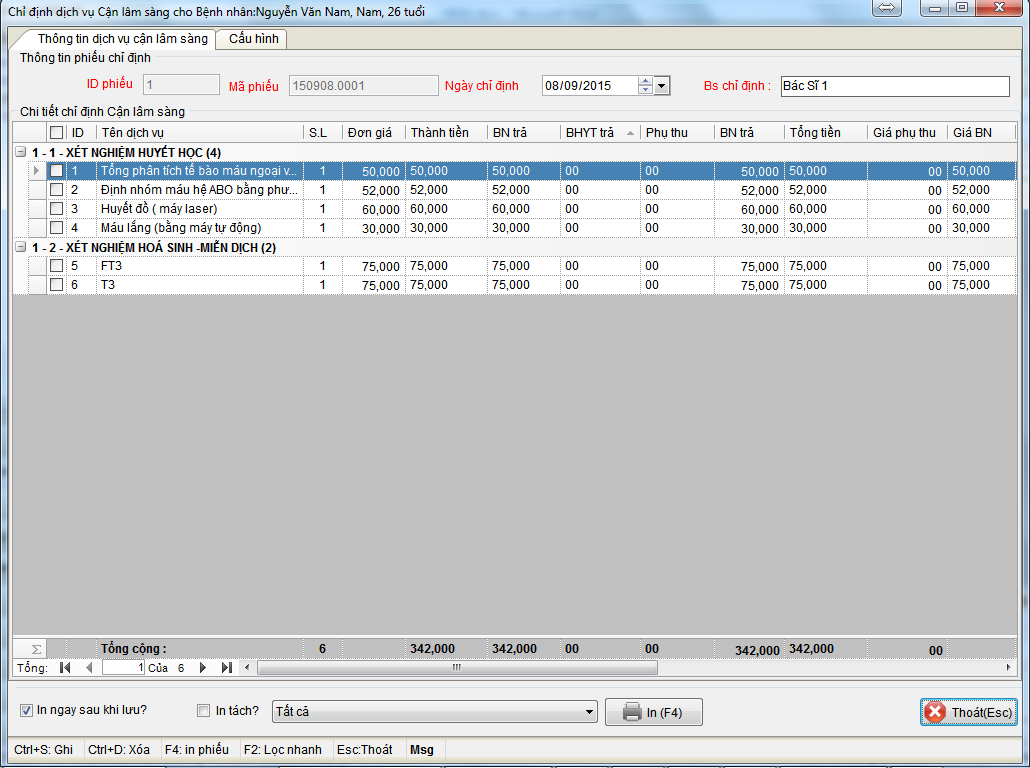 Chỉ định dịch vụ Cận lâm sàng cho Bệnh nhân:Nguyễn Văn Nam, Nam, 26 tuổi
Thông tin dịch vụ cận lâm sàng Cấu hình
Thông tin phiếu chỉ định
ID phiếu 1 Mã phiếu 150908.0001 Ngày chỉ định 08/09/2015 Bs chỉ định : Bác Sĩ 1
Chi tiết chỉ định Cận lâm sàng
ID Tên dịch vụ S.L Đơn giá Thành tiền BN trả BHYT trả Phụ thu BN trả Tổng tiền Giá phụ thu Giá BN
1 - 1 - XÉT NGHIỆM HUYẾT HỌC (4)
1 Tổng phân tích tế bào máu ngoại v... 1 50,000 50,000 50,000 00 00 50,000 50,000 00 50,000
2 Định nhóm máu hệ ABO bằng phư... 1 52,000 52,000 52,000 00 00 52,000 52,000 00 52,000
3 Huyết đồ ( máy laser) 1 60,000 60,000 60,000 00 00 60,000 60,000 00 60,000
4 Máu lắng (bằng máy tự động) 1 30,000 30,000 30,000 00 00 30,000 30,000 00 30,000
1 - 2 - XÉT NGHIỆM HOÁ SINH -MIỄN DỊCH (2)
5 FT3 1 75,000 75,000 75,000 00 00 75,000 75,000 00 75,000
6 T3 1 75,000 75,000 75,000 00 00 75,000 75,000 00 75,000
Σ Tổng cộng : 6 342,000 342,000 00 00 342,000 342,000 00
Tổng: 1 Của 6
In ngay sau khi lưu? In tách? Tất cả In (F4) Thoát(Esc)
Ctrl+S: Ghi Ctrl+D: Xóa F4: in phiếu F2: Lọc nhanh Esc:Thoát Msg